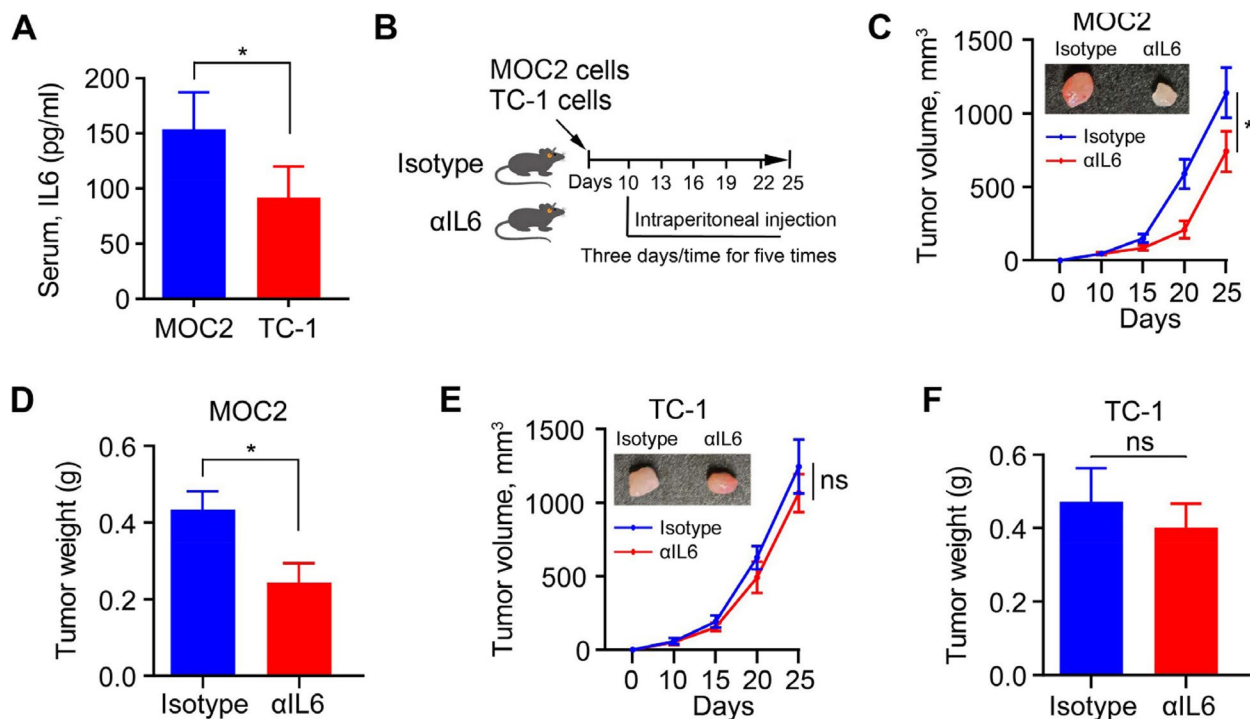 A
*
Serum, IL6 (pg/ml)
200
150
100
50
0
MOC2 TC-1
B
MOC2 cells
TC-1 cells
Isotype
αIL6
Days 10 13 16 19 22 25
Intraperitoneal injection
Three days/time for five times
C
MOC2
Tumor volume, mm³
1500
1000
500
0
Isotype αIL6
Isotype
αIL6
*
0 10 15 20 25
Days
D
MOC2
*
Tumor weight (g)
0.6
0.4
0.2
0.0
Isotype αIL6
E
TC-1
Tumor volume, mm³
1500
1000
500
0
Isotype αIL6
Isotype
αIL6
ns
0 10 15 20 25
Days
F
TC-1
ns
Tumor weight (g)
0.6
0.4
0.2
0.0
Isotype αIL6